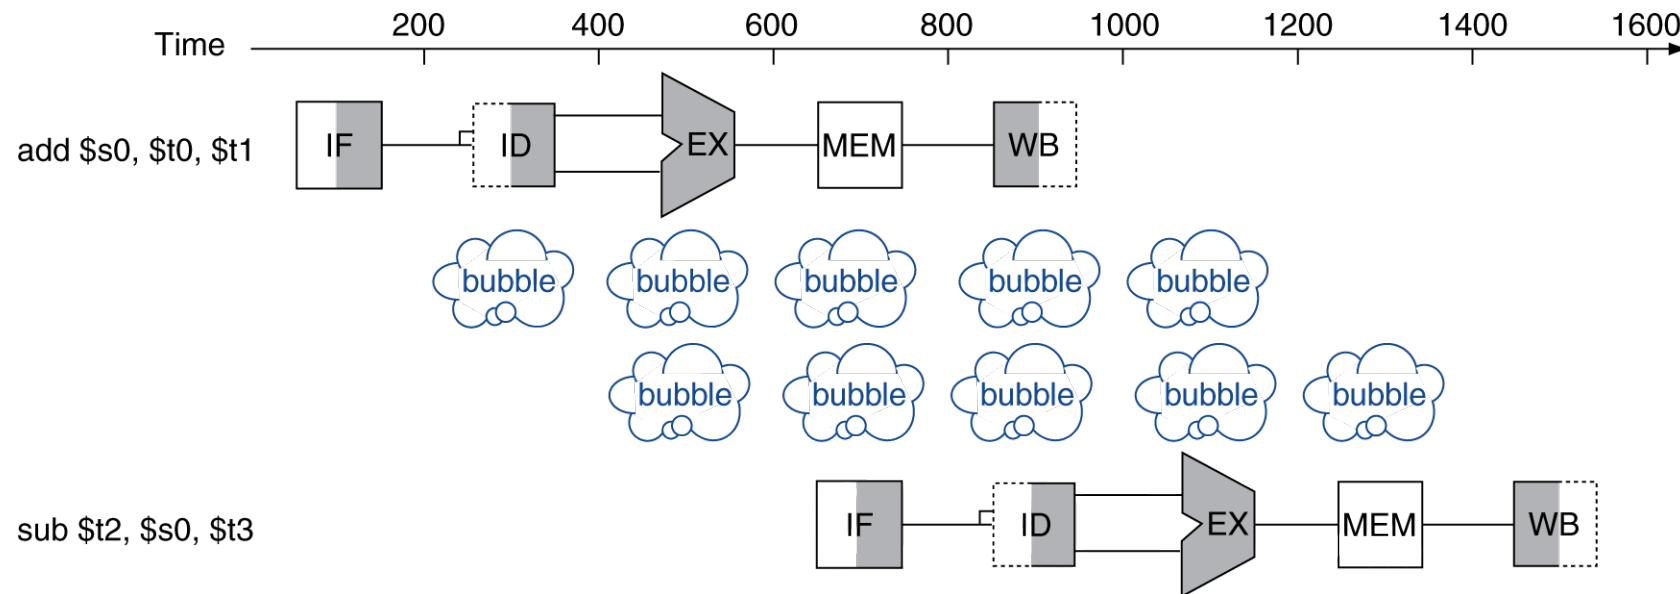 200 400 600 800 1000 1200 1400 1600
Time
add $s0, $t0, $t1 IF ID EX MEM WB
bubble bubble bubble bubble bubble
bubble bubble bubble bubble bubble
sub $t2, $s0, $t3 IF ID EX MEM WB